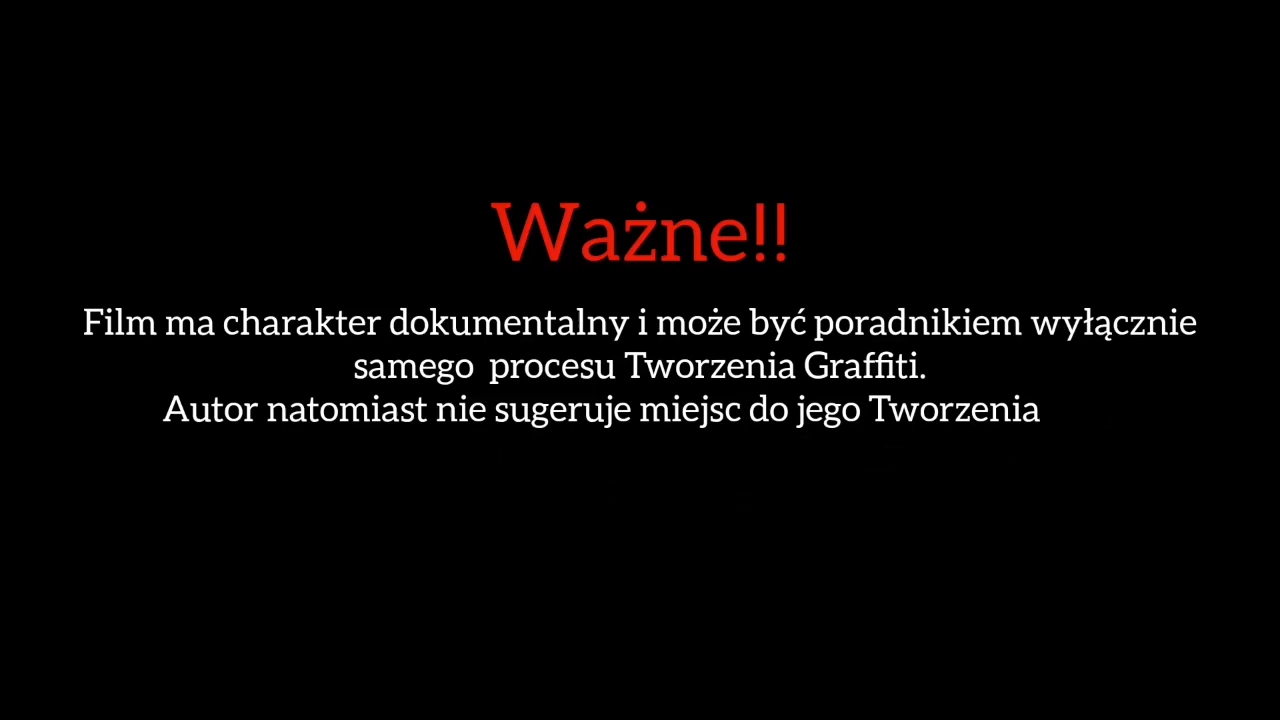 Ważne!!
Film ma charakter dokumentalny i może być poradnikiem wyłącznie
samego  procesu Tworzenia Graffiti.
Autor natomiast nie sugeruje miejsc do jego Tworzenia